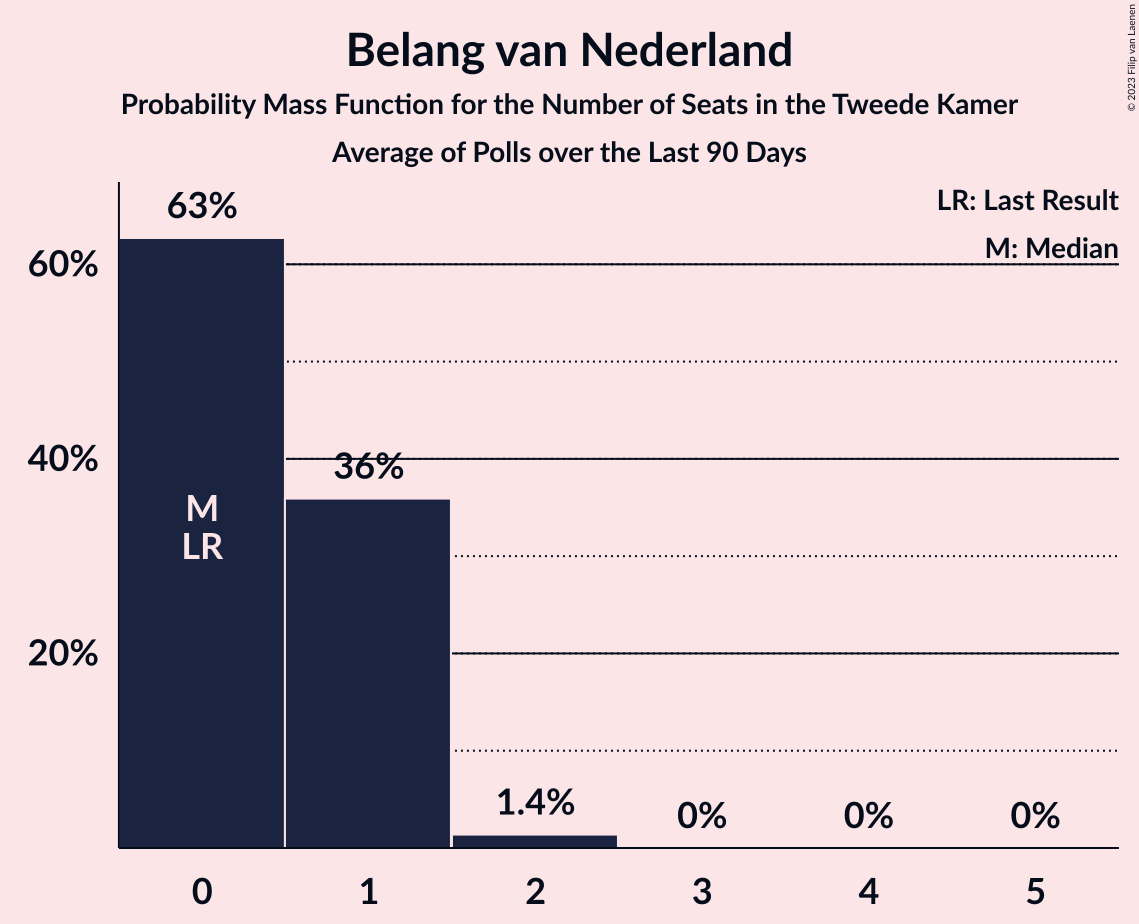 Belang van Nederland
Probability Mass Function for the Number of Seats in the Tweede Kamer
Average of Polls over the Last 90 Days
© 2023 Filip van Laenen
LR: Last Result
M: Median
63%
60%
40%
36%
M
LR
20%
1.4%
0%
0%
0%
0
1
2
3
4
5